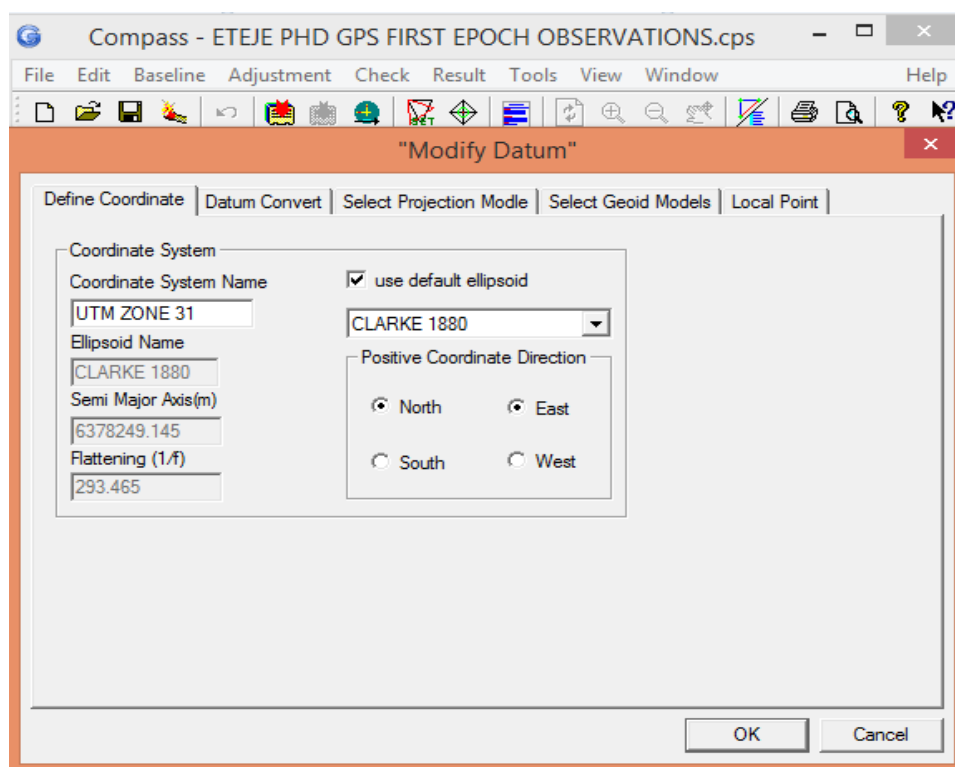 Compass - ETEJE PHD GPS FIRST EPOCH OBSERVATIONS.cps
File Edit Baseline Adjustment Check Result Tools View Window Help
"Modify Datum"
Define Coordinate Datum Convert Select Projection Modle Select Geoid Models Local Point
Coordinate System
Coordinate System Name
use default ellipsoid
UTM ZONE 31
CLARKE 1880
Ellipsoid Name
Positive Coordinate Direction
CLARKE 1880
Semi Major Axis(m)
North East
6378249.145
Flattening (1/f)
South West
293.465
OK Cancel